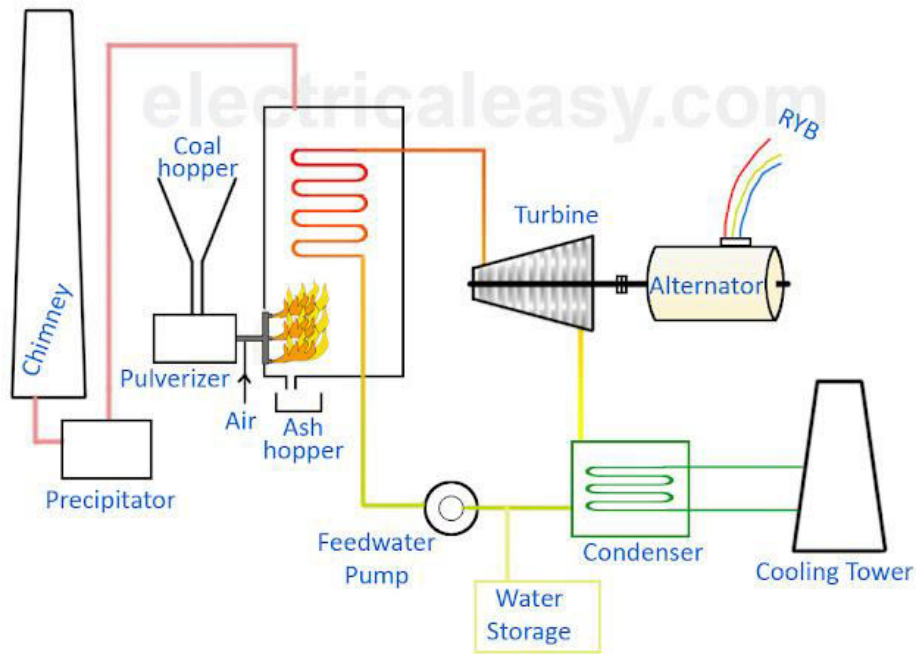 electricaleasy.com
RYB
Coal
hopper
Turbine
Alternator
Chimney
Pulverizer
Air
Ash
hopper
Precipitator
Feedwater
Pump
Condenser
Cooling Tower
Water
Storage